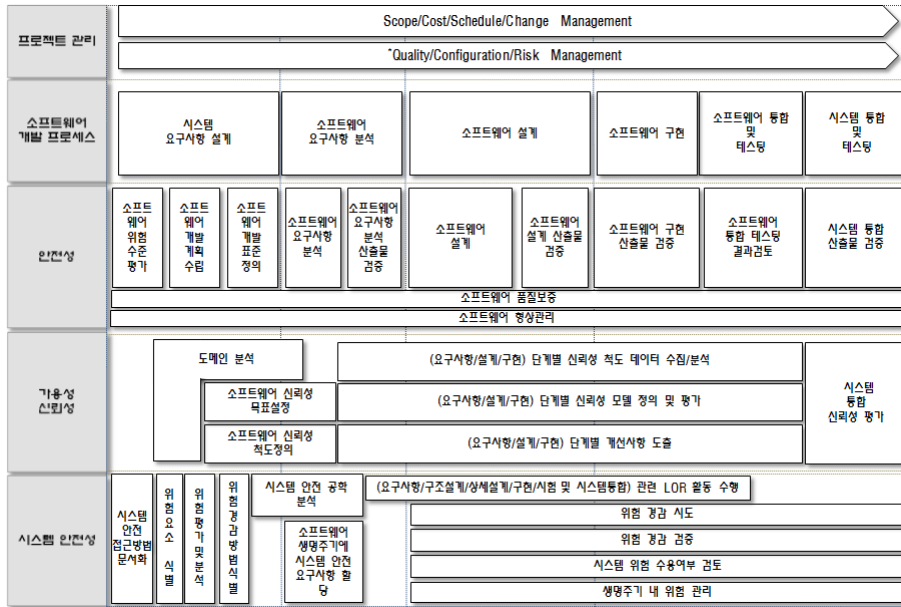 프로젝트 관리
Scope/Cost/Schedule/Change Management
*Quality/Configuration/Risk Management
소프트웨어
개발 프로세스
시스템
요구사항 설계
소프트웨어
요구사항 분석
소프트웨어 설계
소프트웨어 구현
소프트웨어 통합
및
테스팅
시스템 통합
및
테스팅
안전성
소프트
웨어
위험
수준
평가
소프트
웨어
개발
계획
수립
소프트
웨어
개발
표준
정의
소프트웨어
요구사항
분석
소프트웨어
요구사항
분석
산출물
검증
소프트웨어
설계
소프트웨어
설계 산출물
검증
소프트웨어 구현
산출물 검증
소프트웨어
통합 테스팅
결과검토
시스템 통합
산출물 검증
소프트웨어 품질보증
소프트웨어 형상관리
가용성
신뢰성
도메인 분석
(요구사항/설계/구현) 단계별 신뢰성 척도 데이터 수집/분석
소프트웨어 신뢰성
목표설정
(요구사항/설계/구현) 단계별 신뢰성 모델 정의 및 평가
소프트웨어 신뢰성
척도정의
(요구사항/설계/구현) 단계별 개선사항 도출
시스템
통합
신뢰성 평가
시스템 안전성
시스템
안전
접근방법
문서화
위
험
요
소
식
별
위
험
평
가
및
분
석
위
험
경
감
방
법
식
별
시스템 안전 공학
분석
소프트웨어
생명주기에
시스템 안전
요구사항 할
당
(요구사항/구조설계/상세설계/구현/시험 및 시스템통합) 관련 LOR 활동 수행
위험 경감 시도
위험 경감 검증
시스템 위험 수용여부 검토
생명주기 내 위험 관리